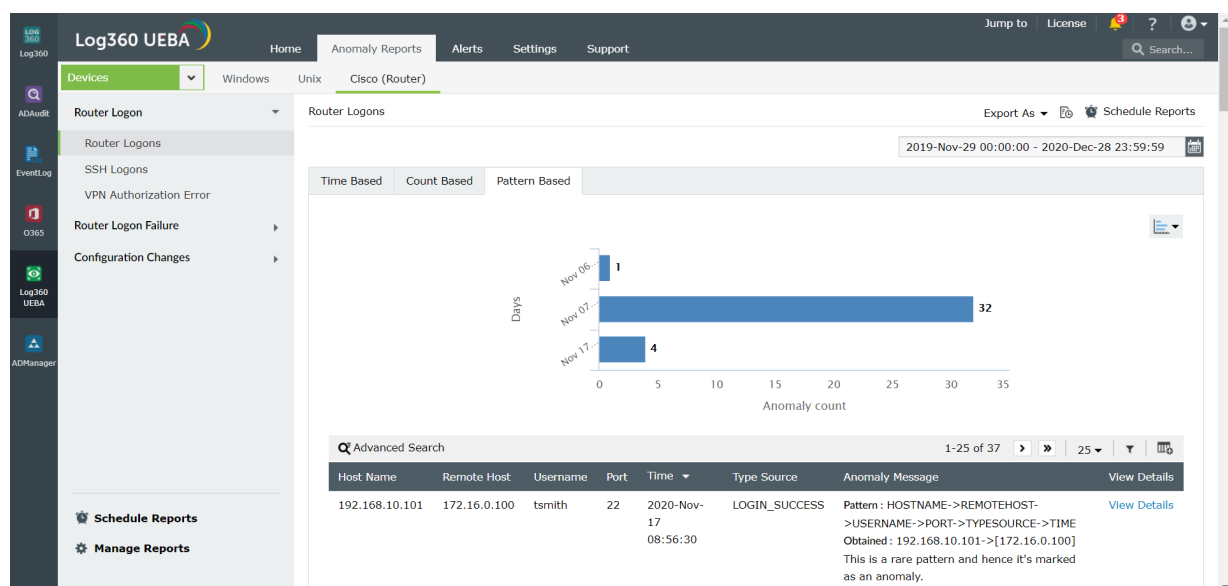 Jump to License 3 ?
LOG
360
Log360
Log360 UEBA
Home Anomaly Reports Alerts Settings Support
Search...
Devices
Windows Unix Cisco (Router)
ADAudit
EventLog
O365
Log360
UEBA
ADManager
Router Logon
Router Logons
SSH Logons
VPN Authorization Error
Router Logon Failure
Configuration Changes
Schedule Reports
Manage Reports
Router Logons
Export As Schedule Reports
2019-Nov-29 00:00:00 - 2020-Dec-28 23:59:59
Time Based Count Based Pattern Based
Days
Nov 06... 1
Nov 07... 32
Nov 17... 4
0 5 10 15 20 25 30 35
Anomaly count
Advanced Search 1-25 of 37 25
Host Name Remote Host Username Port Time Type Source Anomaly Message View Details
192.168.10.101 172.16.0.100 tsmith 22 2020-Nov- LOGIN_SUCCESS Pattern : HOSTNAME->REMOTEHOST- View Details
17 ->USERNAME->PORT->TYPESOURCE->TIME
08:56:30 Obtained : 192.168.10.101->[172.16.0.100]
This is a rare pattern and hence it's marked
as an anomaly.